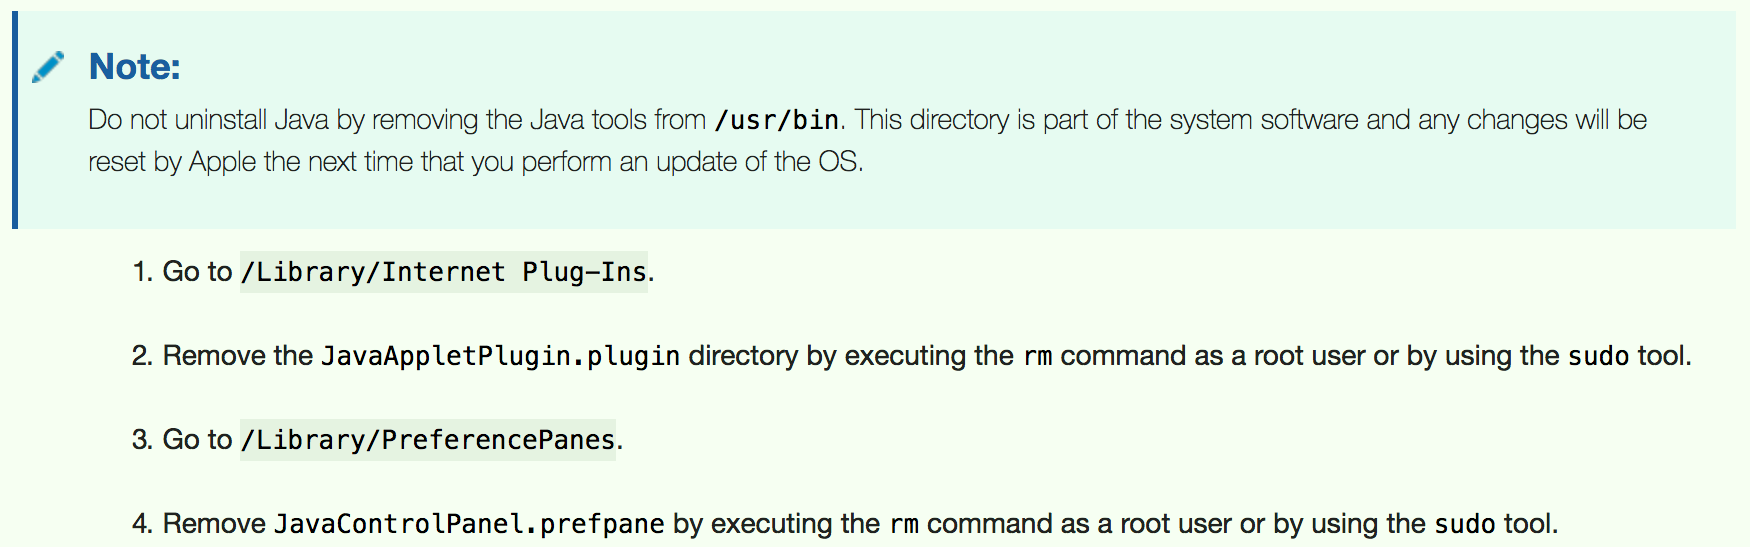 Note:
Do not uninstall Java by removing the Java tools from /usr/bin. This directory is part of the system software and any changes will be
reset by Apple the next time that you perform an update of the OS.
1. Go to /Library/Internet Plug-Ins.
2. Remove the JavaAppletPlugin.plugin directory by executing the rm command as a root user or by using the sudo tool.
3. Go to /Library/PreferencePanes.
4. Remove JavaControlPanel.prefpane by executing the rm command as a root user or by using the sudo tool.